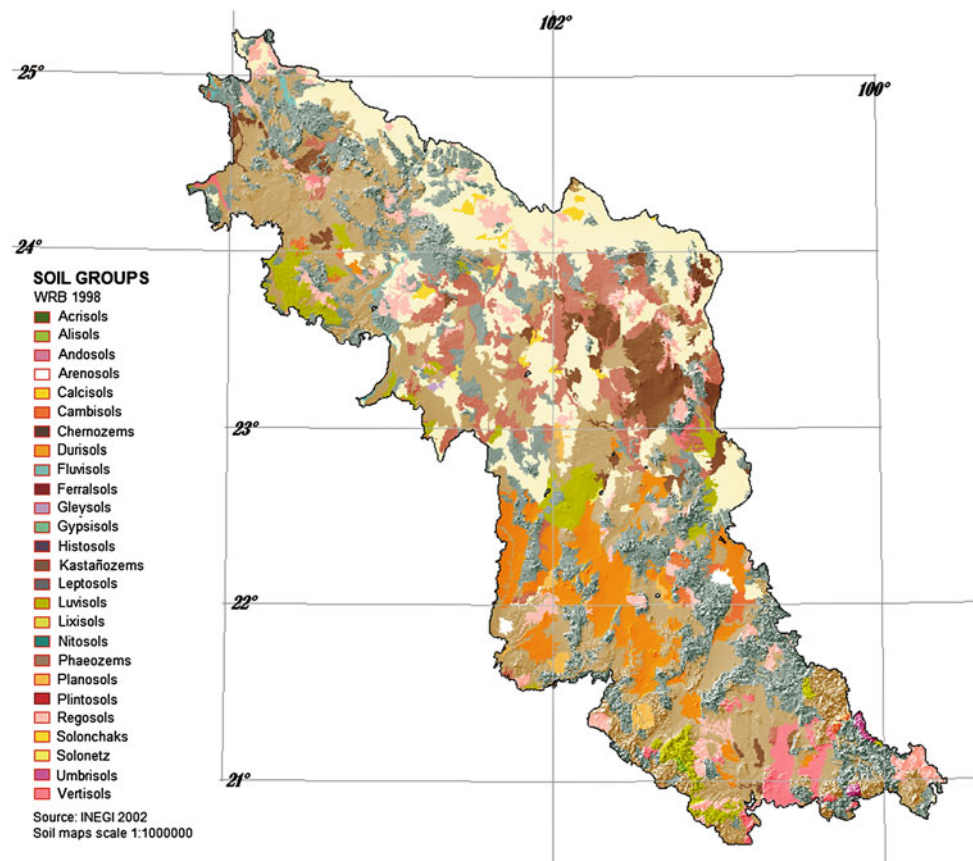 102°
25°
100°
24°
SOIL GROUPS
WRB 1998
Acrisols
Alisols
Andosols
Arenosols
Calcisols
Cambisols
Chernozems
Durisols
Fluvisols
Ferralsols
Gleysols
Gypsisols
Histosols
Kastañozems
Leptosols
Luvisols
Lixisols
Nitosols
Phaeozems
Planosols
Plintosols
Regosols
Solonchaks
Solonetz
Umbrisols
Vertisols
Source: INEGI 2002
Soil maps scale 1:1000000
23°
22°
21°